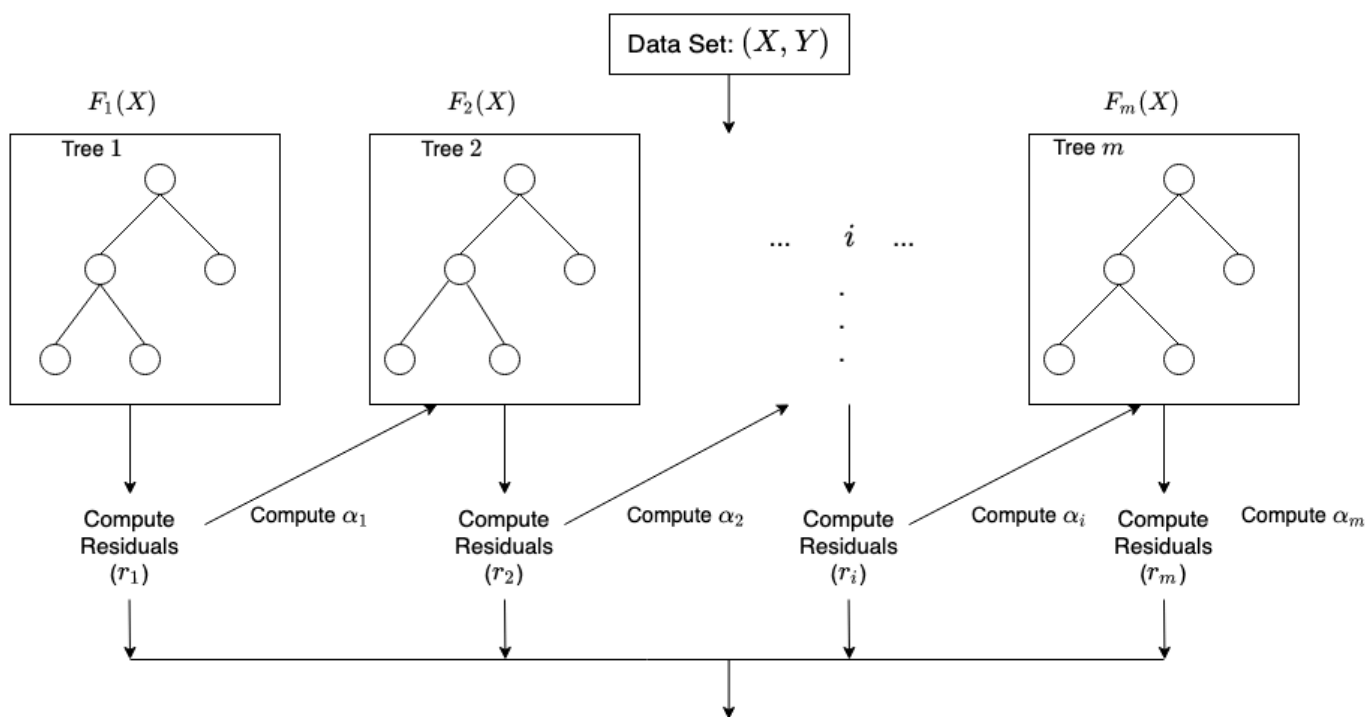 Data Set: (X, Y)
F₁(X) F₂(X) Fₘ(X)
Tree 1 Tree 2 Tree m
... i ...
.
.
.
Compute Residuals (r₁)
Compute α₁
Compute Residuals (r₂)
Compute α₂
Compute Residuals (rᵢ)
Compute αᵢ
Compute Residuals (rₘ)
Compute αₘ